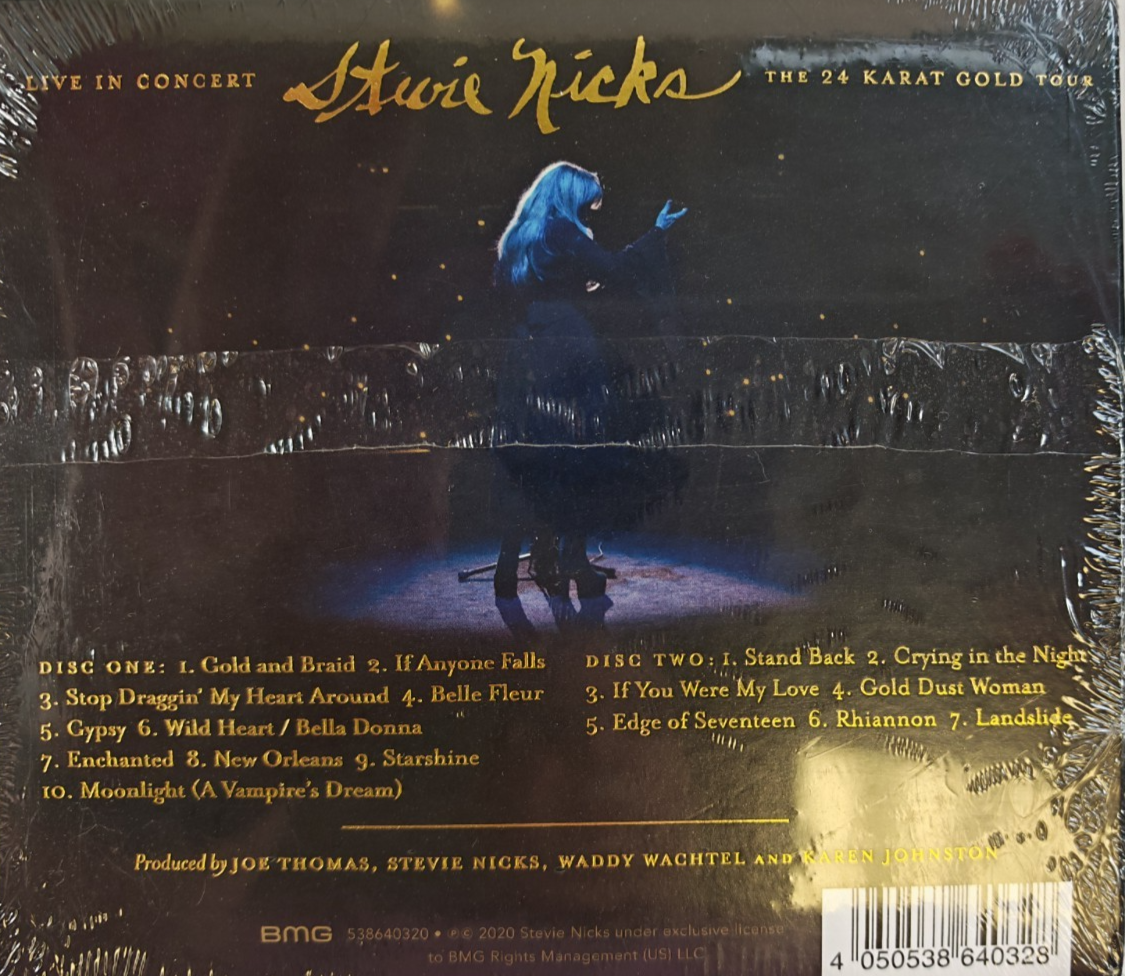 LIVE IN CONCERT Stevie Nicks THE 24 KARAT GOLD TOUR
DISC ONE: 1. Gold and Braid 2. If Anyone Falls
3. Stop Draggin' My Heart Around 4. Belle Fleur
5. Gypsy 6. Wild Heart / Bella Donna
7. Enchanted 8. New Orleans 9. Starshine
10. Moonlight (A Vampire's Dream)
DISC TWO: 1. Stand Back 2. Crying in the Night
3. If You Were My Love 4. Gold Dust Woman
5. Edge of Seventeen 6. Rhiannon 7. Landslide
Produced by JOE THOMAS, STEVIE NICKS, WADDY WACHTEL AND KAREN JOHNSTON
BMG 538640320 • ℗© 2020 Stevie Nicks under exclusive license
to BMG Rights Management (US) LLC
4 050538 640328